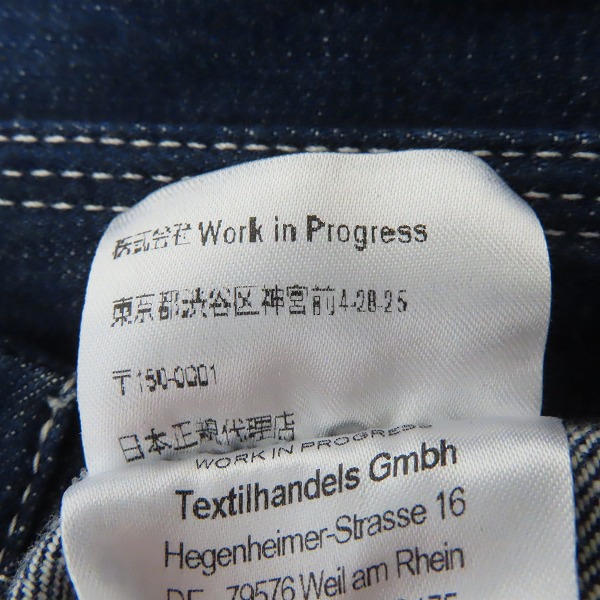 株式会社 Work in Progress
東京都渋谷区神宮前4-28-25
〒150-0001
日本正規代理店
WORK IN PROGRESS
Textilhandels Gmbh
Hegenheimer-Strasse 16
DE - 79576 Weil am Rhein